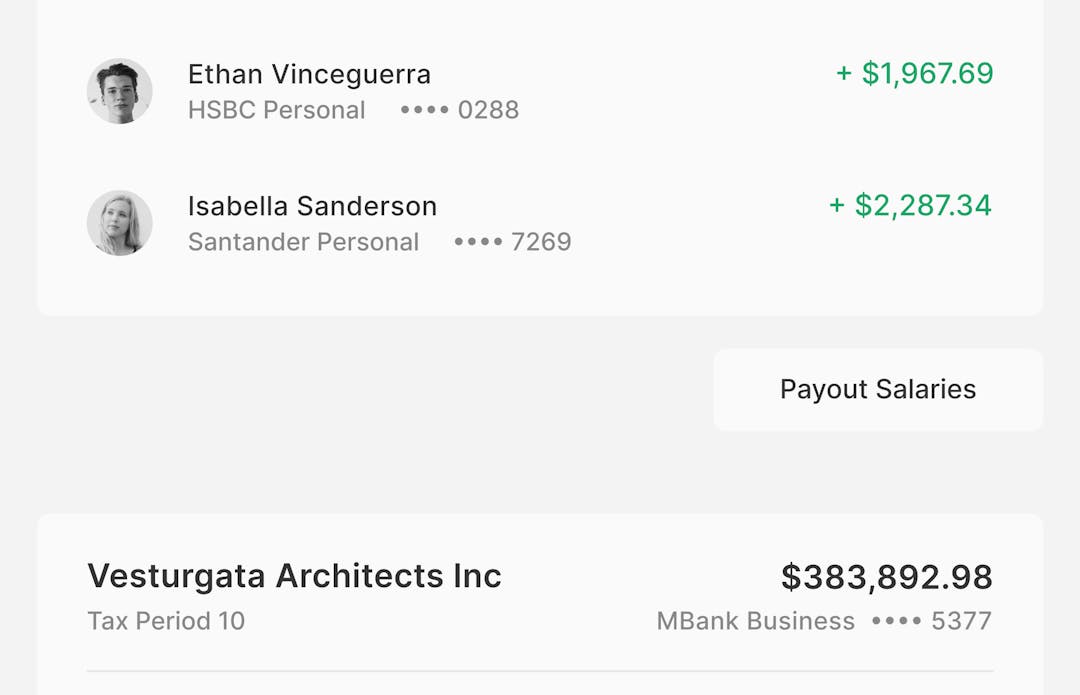 Ethan Vinceguerra + $1,967.69
HSBC Personal •••• 0288
Isabella Sanderson + $2,287.34
Santander Personal •••• 7269
Payout Salaries
Vesturgata Architects Inc $383,892.98
Tax Period 10 MBank Business •••• 5377